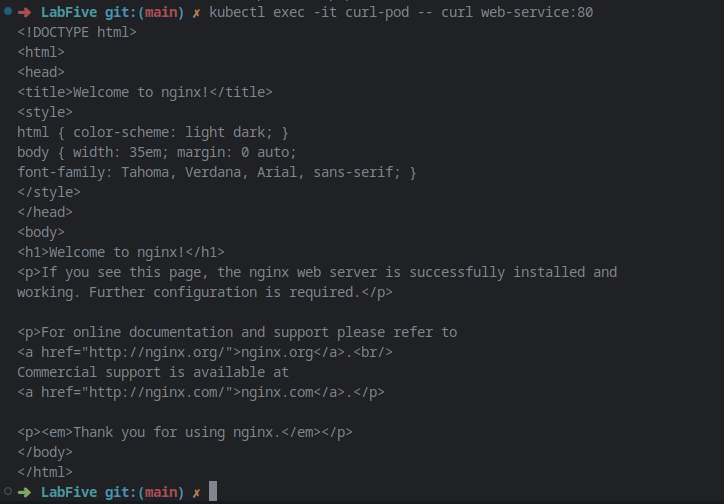 ➜ LabFive git:(main) ✗ kubectl exec -it curl-pod -- curl web-service:80
<!DOCTYPE html>
<html>
<head>
<title>Welcome to nginx!</title>
<style>
html { color-scheme: light dark; }
body { width: 35em; margin: 0 auto;
font-family: Tahoma, Verdana, Arial, sans-serif; }
</style>
</head>
<body>
<h1>Welcome to nginx!</h1>
<p>If you see this page, the nginx web server is successfully installed and
working. Further configuration is required.</p>

<p>For online documentation and support please refer to
<a href="http://nginx.org/">nginx.org</a>.<br/>
Commercial support is available at
<a href="http://nginx.com/">nginx.com</a>.</p>

<p><em>Thank you for using nginx.</em></p>
</body>
</html>
➜ LabFive git:(main) ✗